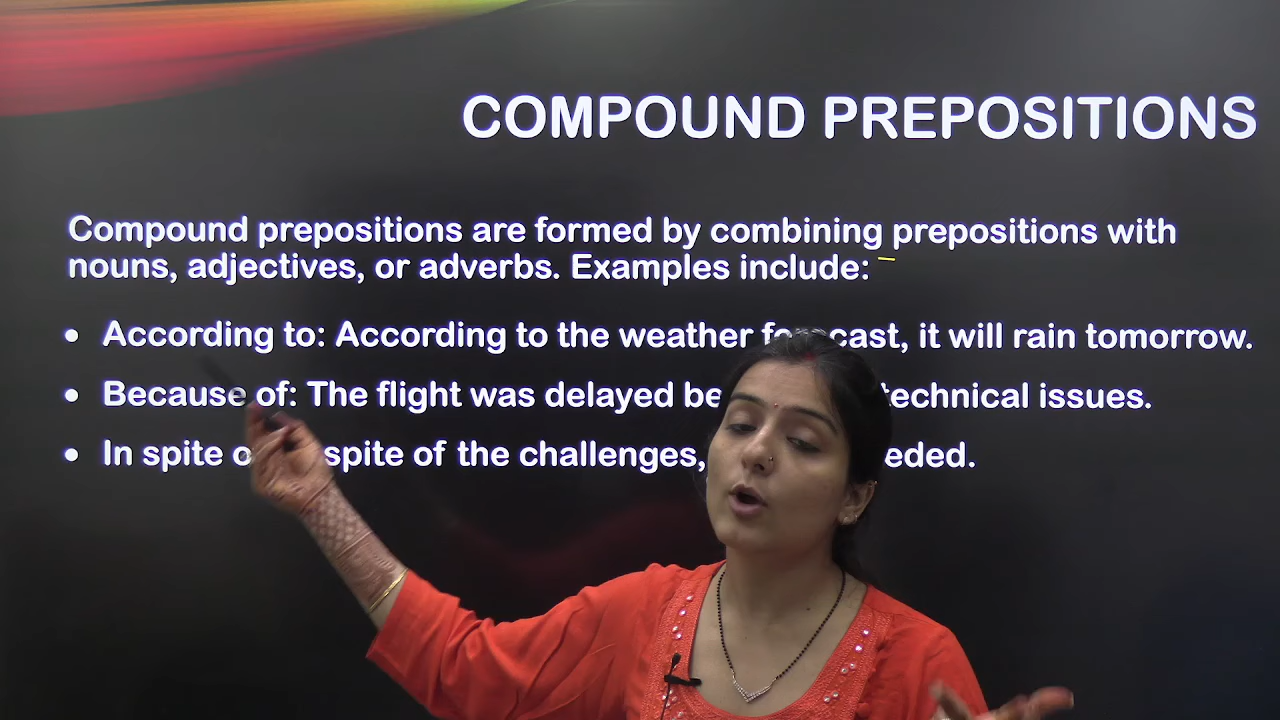 COMPOUND PREPOSITIONS
Compound prepositions are formed by combining prepositions with
nouns, adjectives, or adverbs. Examples include:
• According to: According to the weather forecast, it will rain tomorrow.
• Because of: The flight was delayed technical issues.
• In spite spite of the challenges,